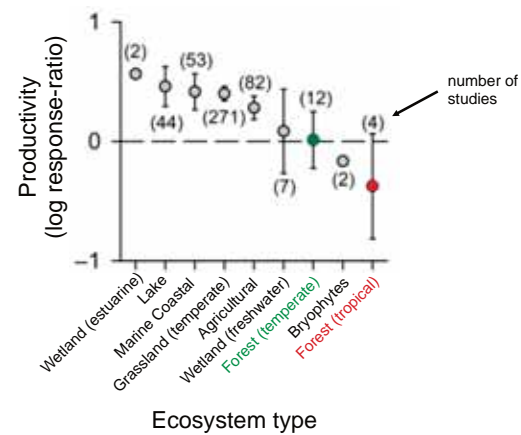 1
(2)
(53)
(44)
(271)
(82)
(7)
(12)
(2)
(4)
number of
studies
Productivity
(log response-ratio)
0
–1
Wetland (estuarine)
Lake
Marine Coastal
Grassland (temperate)
Agricultural
Wetland (freshwater)
Forest (temperate)
Bryophytes
Forest (tropical)
Ecosystem type